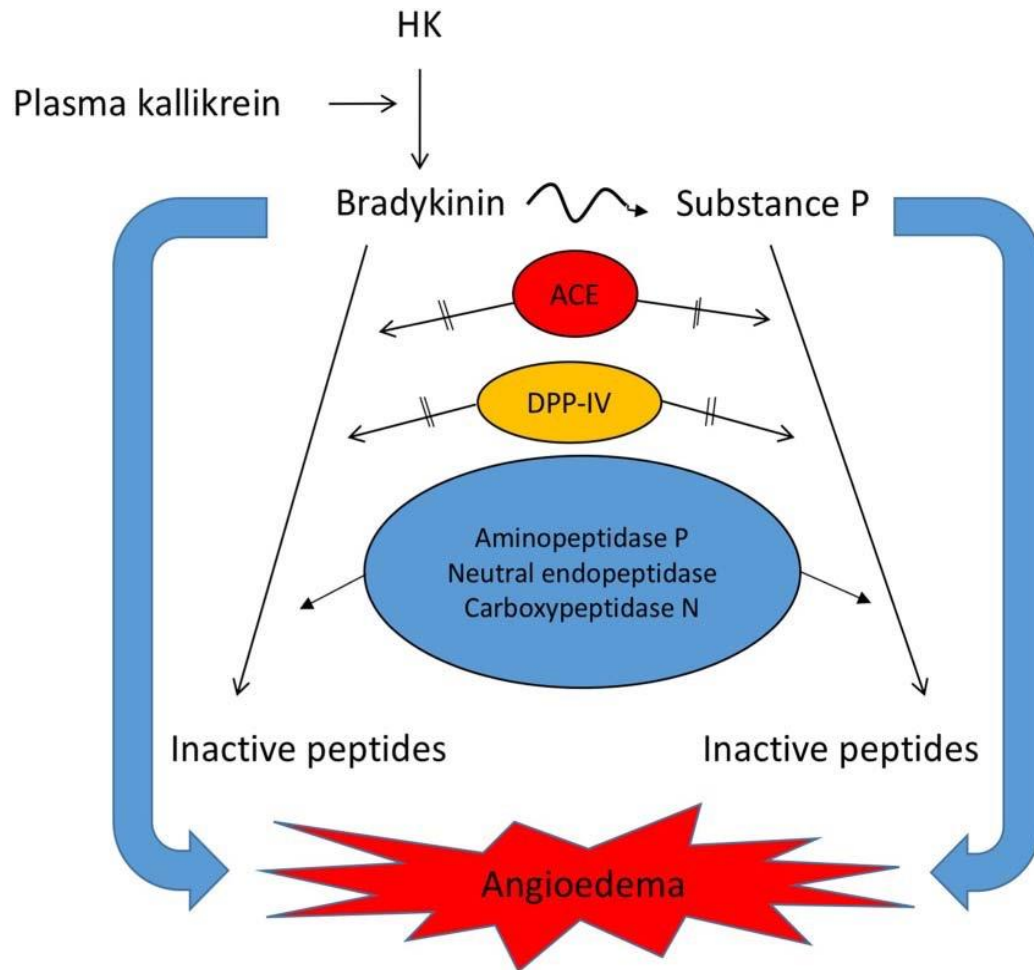 HK
Plasma kallikrein
Bradykinin
Substance P
ACE
DPP-IV
Aminopeptidase P
Neutral endopeptidase
Carboxypeptidase N
Inactive peptides
Inactive peptides
Angioedema